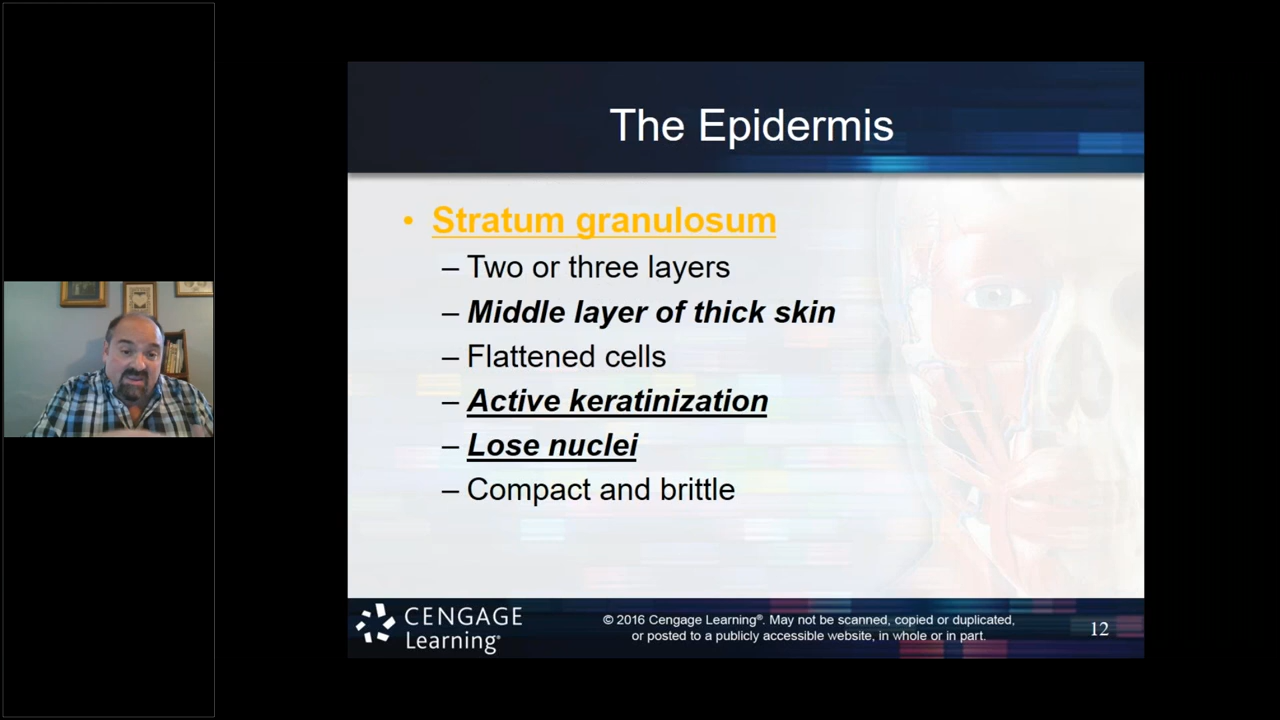 The Epidermis
• Stratum granulosum
– Two or three layers
– Middle layer of thick skin
– Flattened cells
– Active keratinization
– Lose nuclei
– Compact and brittle
CENGAGE
Learning®
© 2016 Cengage Learning®. May not be scanned, copied or duplicated,
or posted to a publicly accessible website, in whole or in part.
12